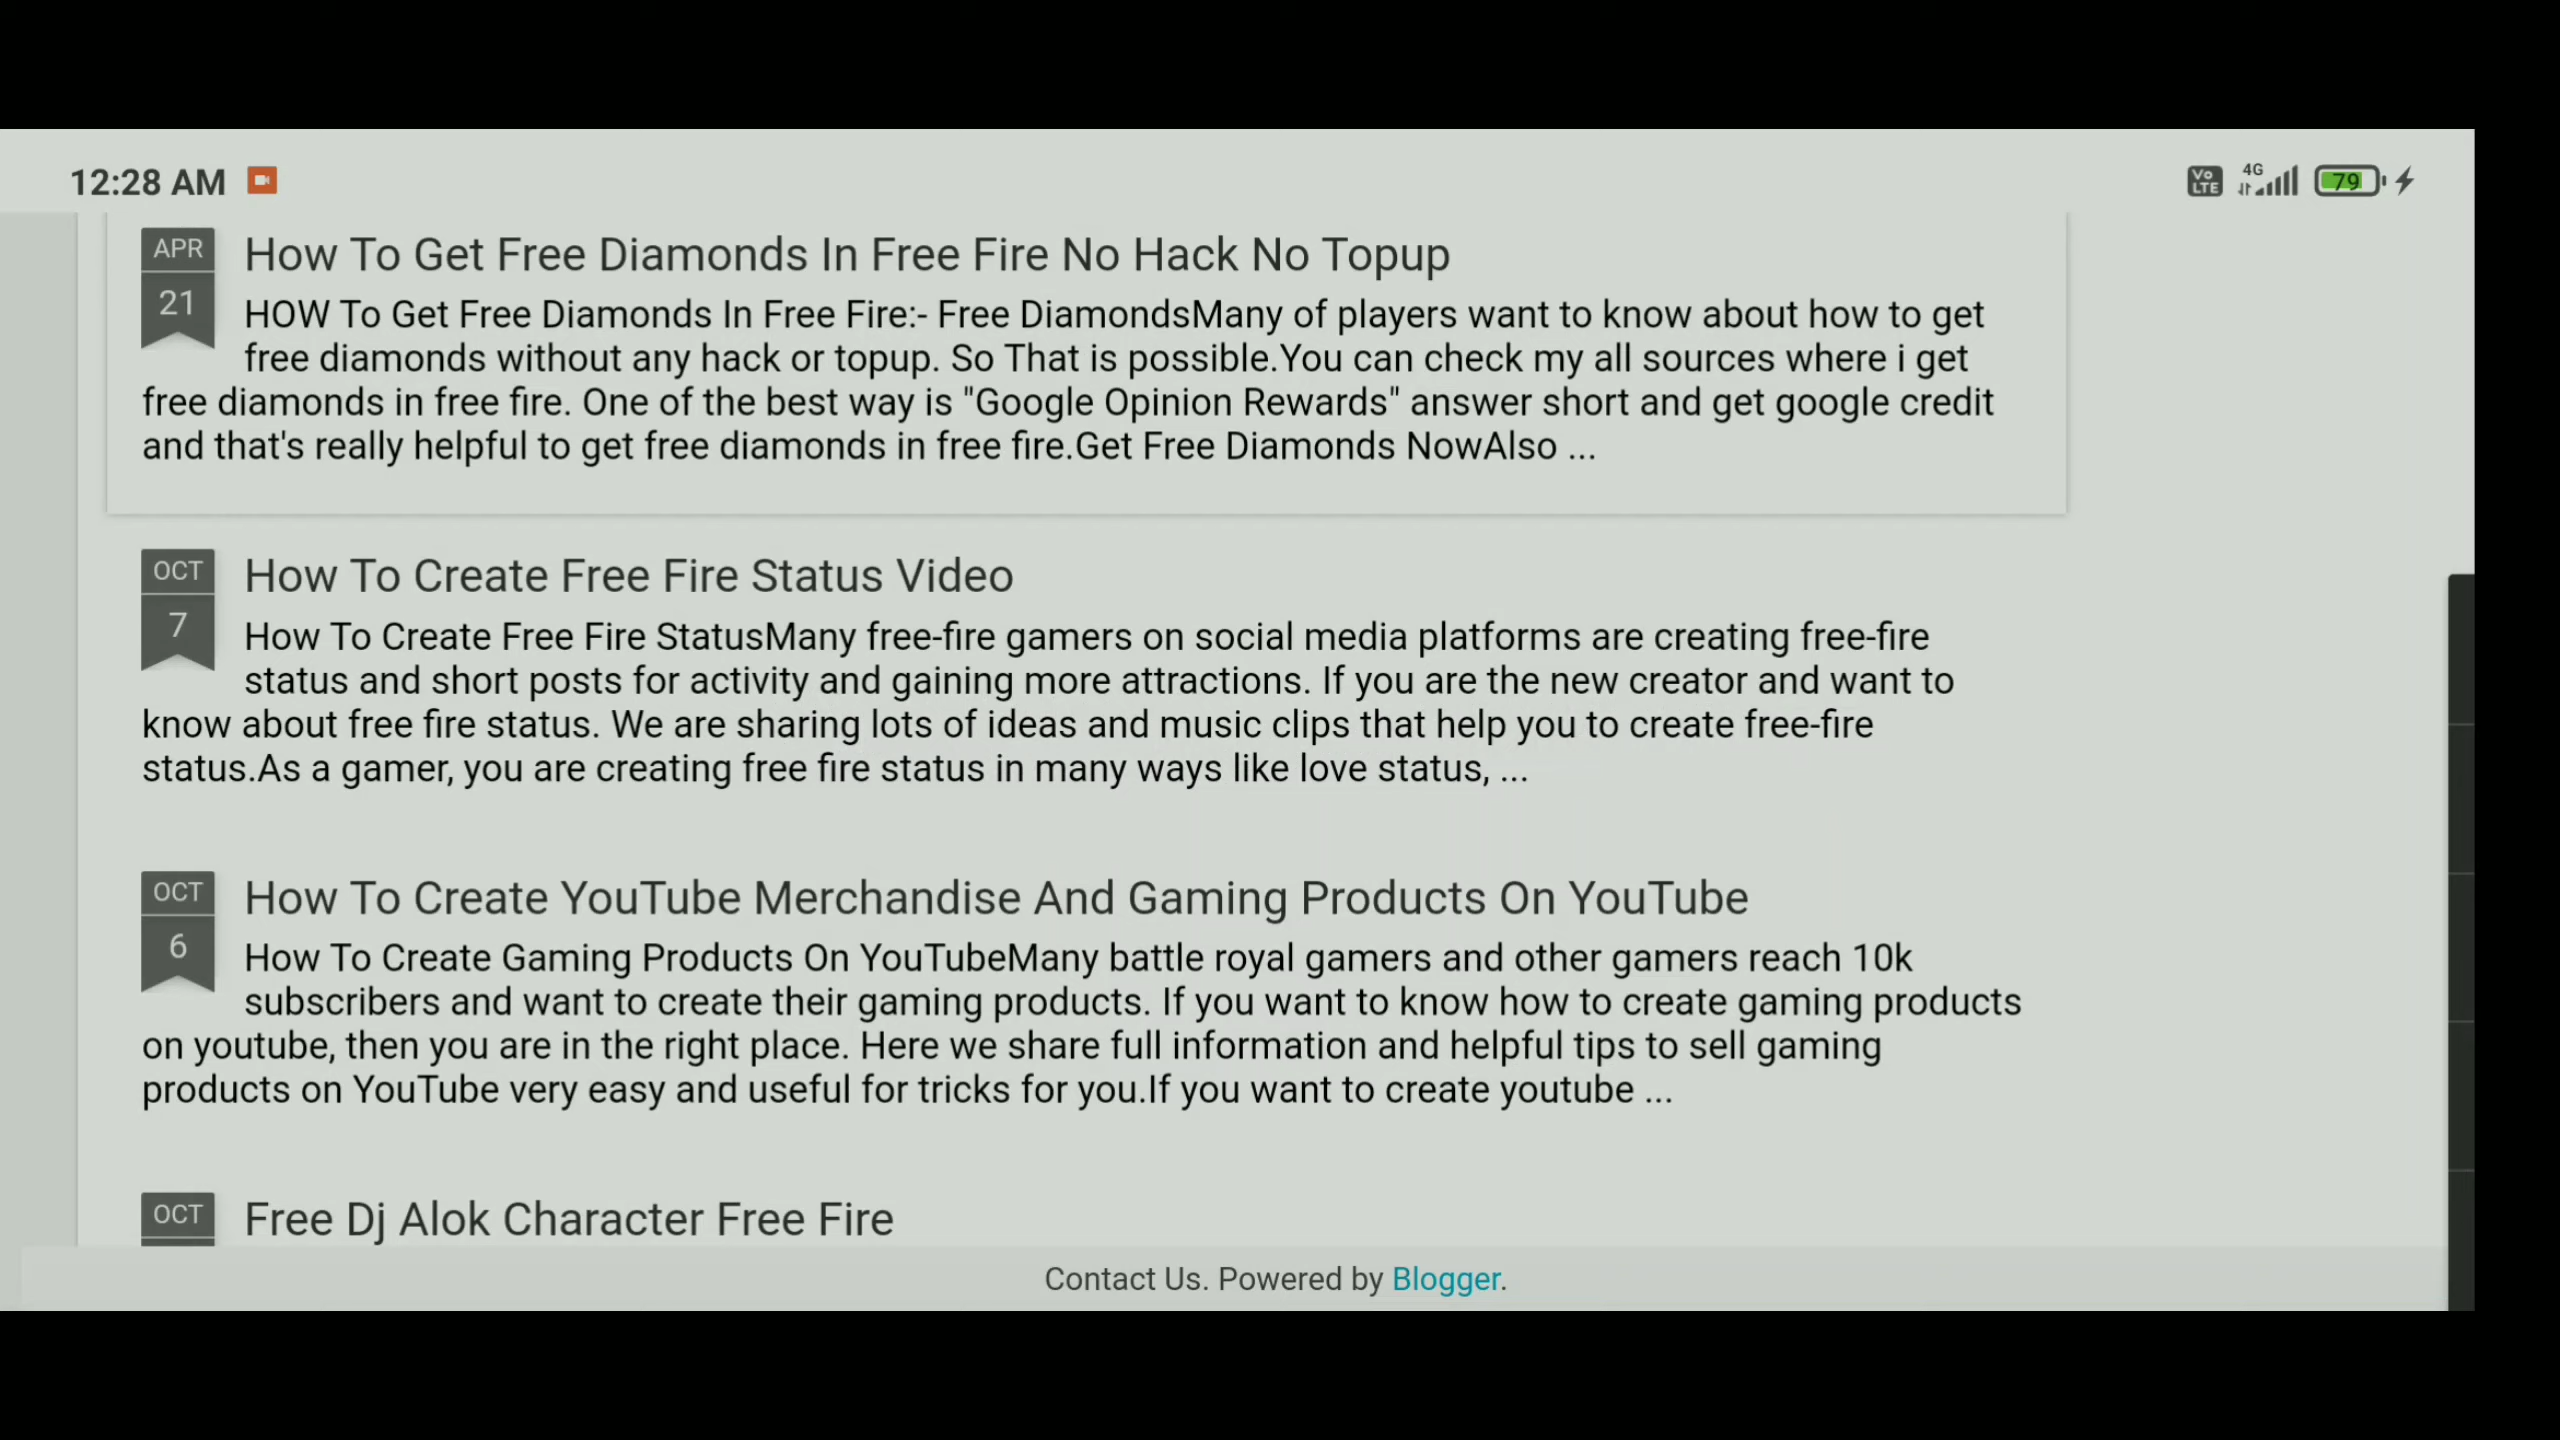 12:28 AM
Vo LTE 4G 79
APR
21
How To Get Free Diamonds In Free Fire No Hack No Topup
HOW To Get Free Diamonds In Free Fire:- Free DiamondsMany of players want to know about how to get
free diamonds without any hack or topup. So That is possible.You can check my all sources where i get
free diamonds in free fire. One of the best way is "Google Opinion Rewards" answer short and get google credit
and that's really helpful to get free diamonds in free fire.Get Free Diamonds NowAlso ...
OCT
7
How To Create Free Fire Status Video
How To Create Free Fire StatusMany free-fire gamers on social media platforms are creating free-fire
status and short posts for activity and gaining more attractions. If you are the new creator and want to
know about free fire status. We are sharing lots of ideas and music clips that help you to create free-fire
status.As a gamer, you are creating free fire status in many ways like love status, ...
OCT
6
How To Create YouTube Merchandise And Gaming Products On YouTube
How To Create Gaming Products On YouTubeMany battle royal gamers and other gamers reach 10k
subscribers and want to create their gaming products. If you want to know how to create gaming products
on youtube, then you are in the right place. Here we share full information and helpful tips to sell gaming
products on YouTube very easy and useful for tricks for you.If you want to create youtube ...
OCT
Free Dj Alok Character Free Fire
Contact Us. Powered by Blogger.